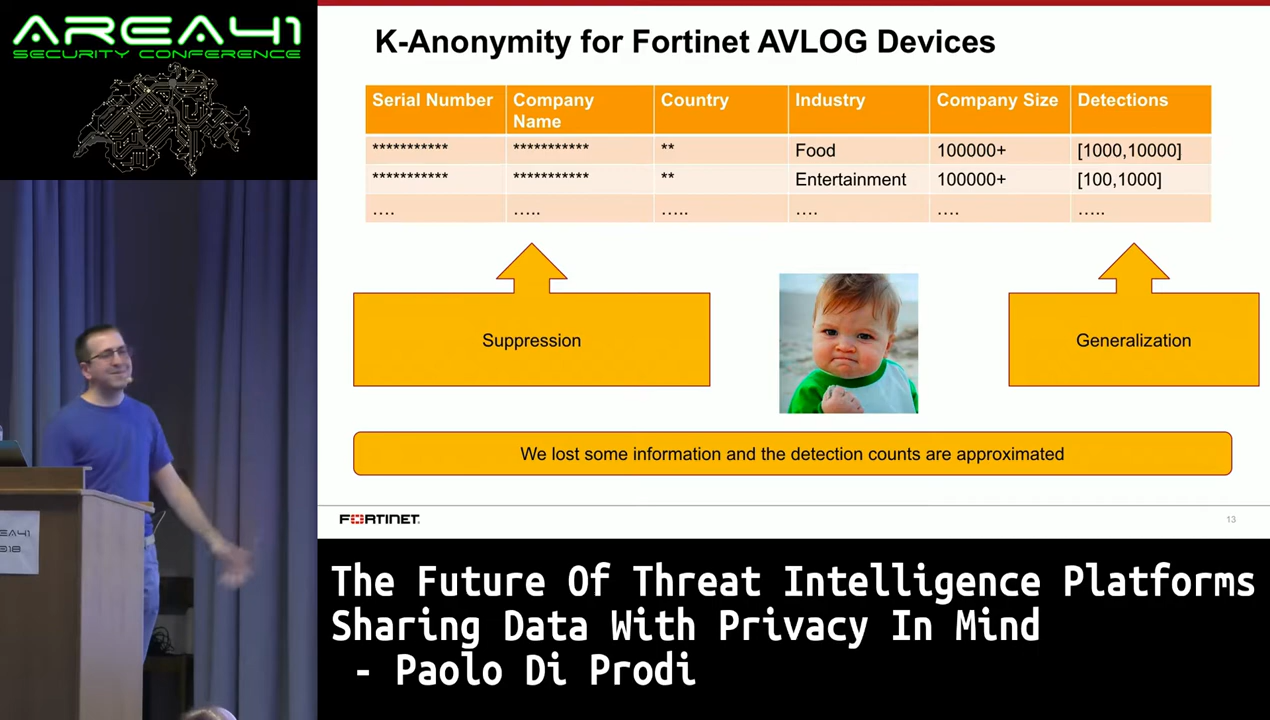 AREA41
SECURITY CONFERENCE
K-Anonymity for Fortinet AVLOG Devices
Serial Number Company Name Country Industry Company Size Detections
*********** *********** ** Food 100000+ [1000,10000]
*********** *********** ** Entertainment 100000+ [100,1000]
…. ….. ….. …. …. …..
Suppression
Generalization
We lost some information and the detection counts are approximated
FORTINET
13
The Future Of Threat Intelligence Platforms
Sharing Data With Privacy In Mind
- Paolo Di Prodi